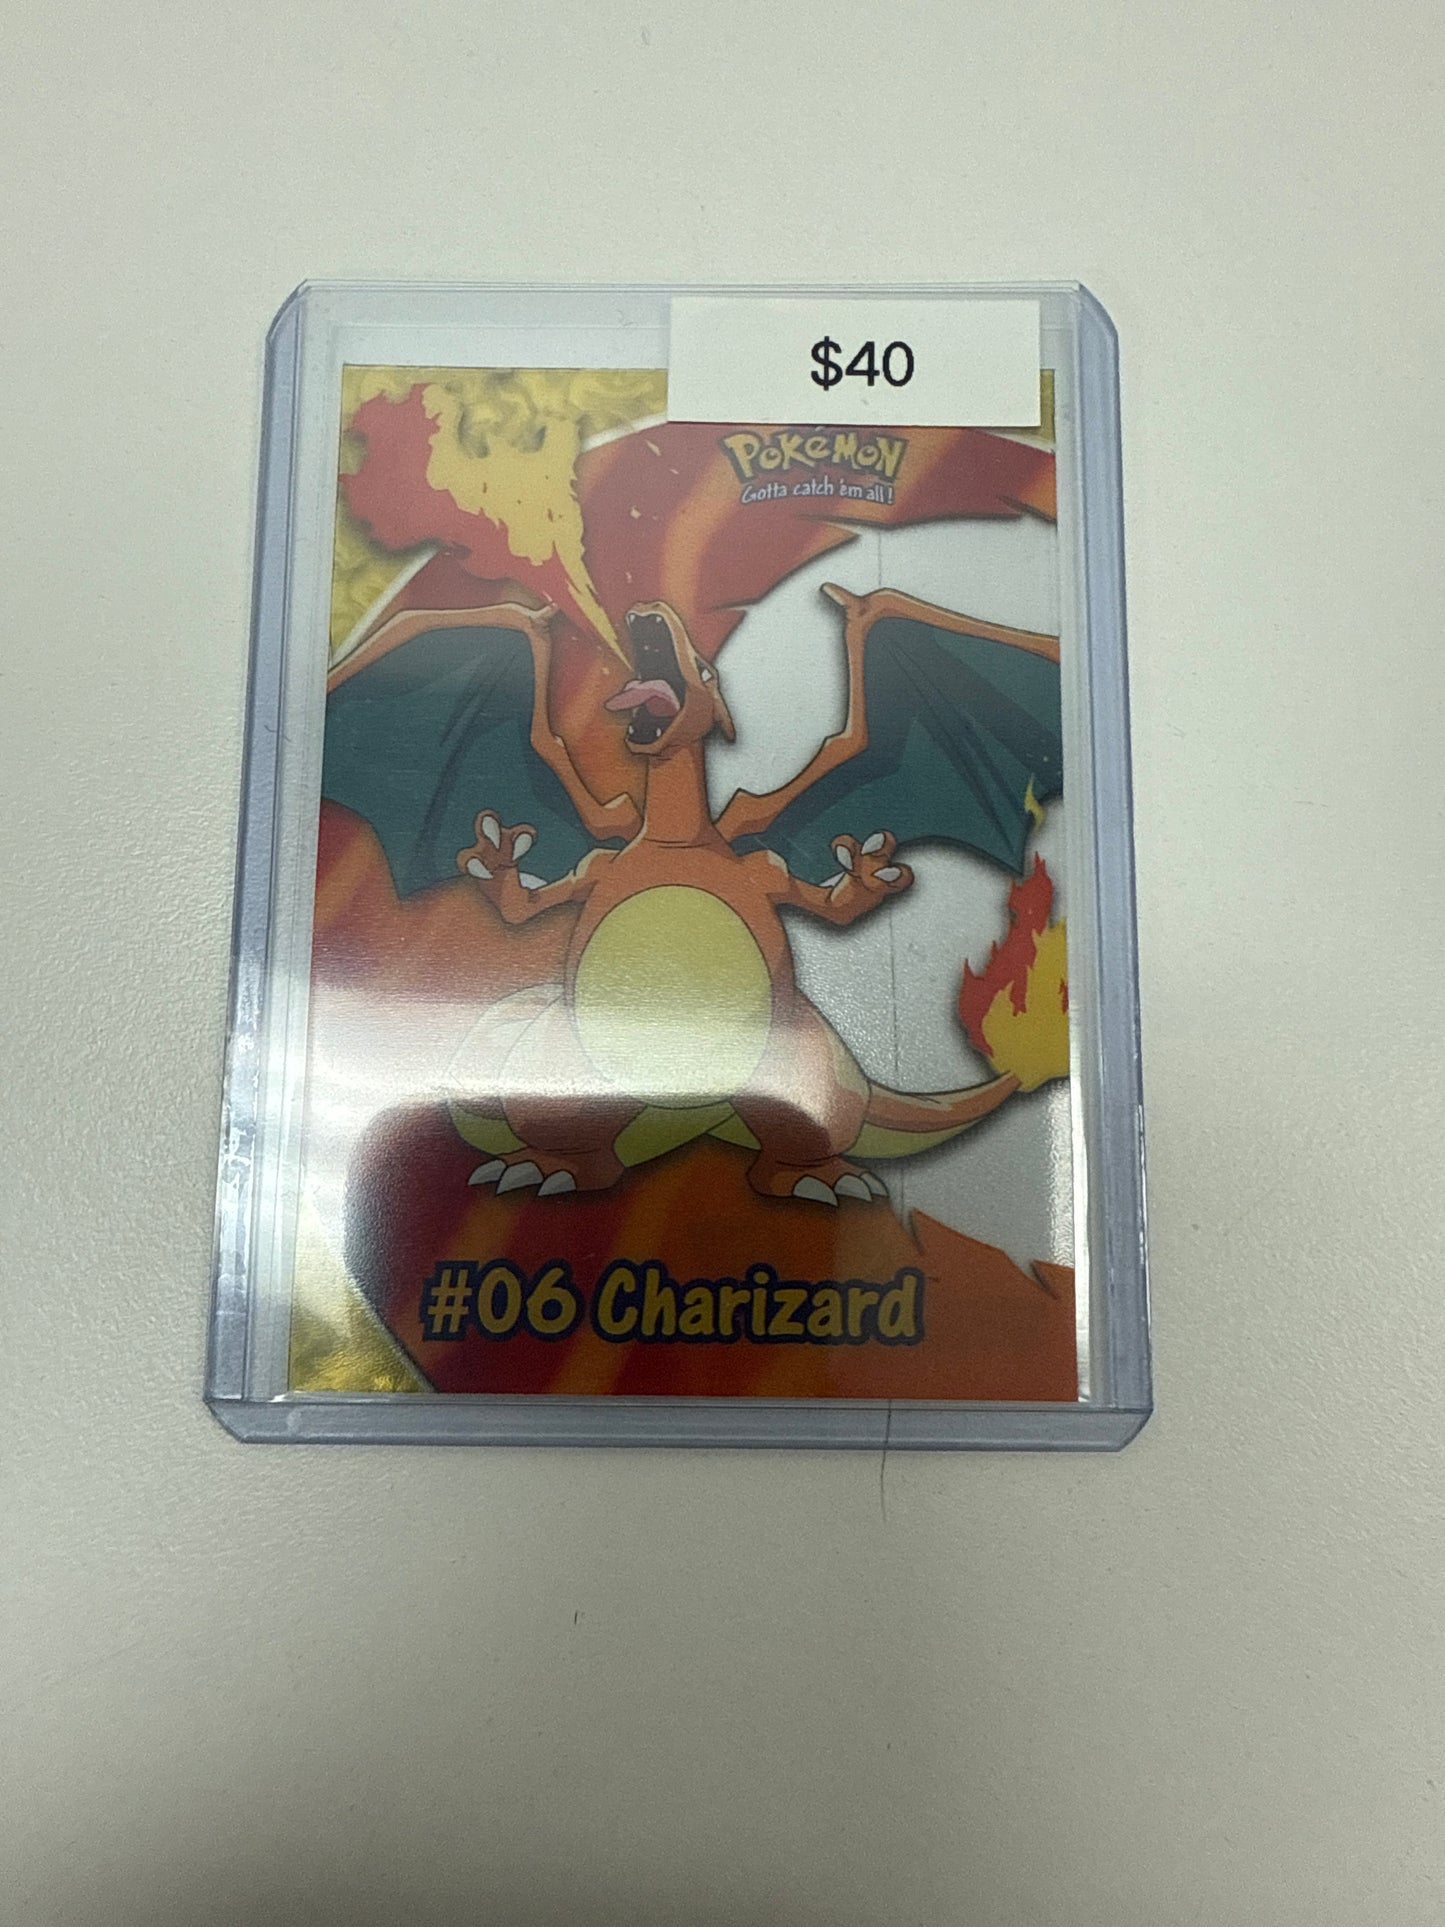 $40
POKéMON
Gotta catch 'em all!
#06 Charizard